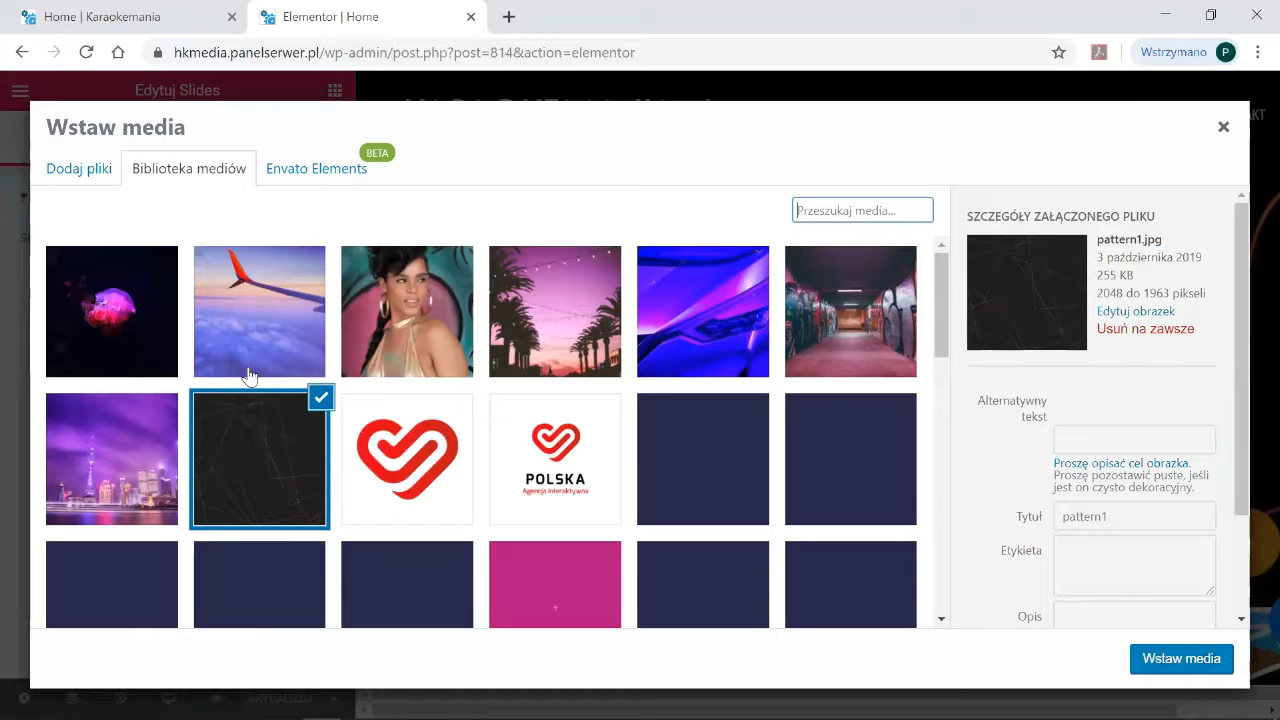 Home | Karaokemania
Elementor | Home
hkmedia.panelserwer.pl/wp-admin/post.php?post=814&action=elementor
Wstrzymano P
Edytuj Slides
Wstaw media
Dodaj pliki
Biblioteka mediów
Envato Elements
BETA
Przeszukaj media...
SZCZEGÓŁY ZAŁĄCZONEGO PLIKU
pattern1.jpg
3 października 2019
255 KB
2048 do 1963 pikseli
Edytuj obrazek
Usuń na zawsze
Alternatywny
tekst
Proszę opisać cel obrazka.
Proszę pozostawić puste, jeśli
jest on czysto dekoracyjny.
Tytuł
pattern1
Etykieta
Opis
POLSKA
Agencja interaktywna
Wstaw media